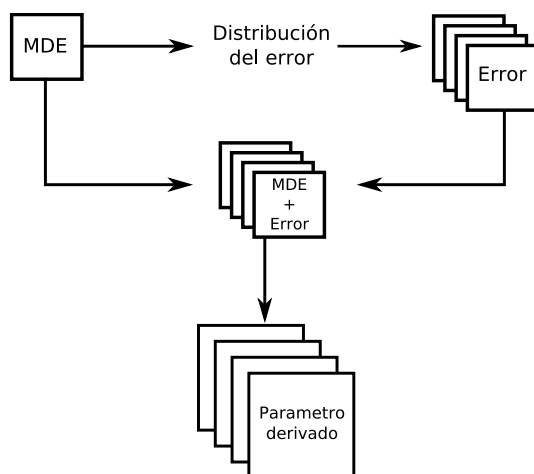 MDE
Distribución
del error
Error
MDE
+
Error
Parametro
derivado